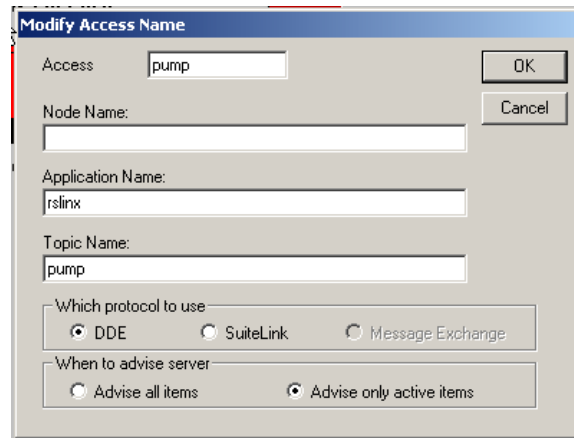 Modify Access Name
Access pump OK
Node Name: Cancel
Application Name:
rslinx
Topic Name:
pump
Which protocol to use
DDE SuiteLink Message Exchange
When to advise server
Advise all items Advise only active items